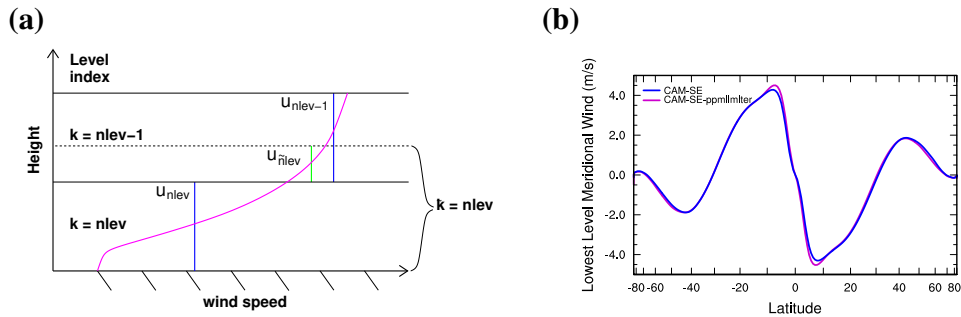 (a)
Level
index
Height
u_nlev−1
k = nlev−1
u_ñlev
u_nlev
k = nlev
k = nlev
wind speed
(b)
Lowest Level Meridional Wind (m/s)
CAM-SE
CAM-SE-ppmlImIter
4.0
2.0
0.0
-2.0
-4.0
-80 -60 -40 -20 0 20 40 60 80
Latitude